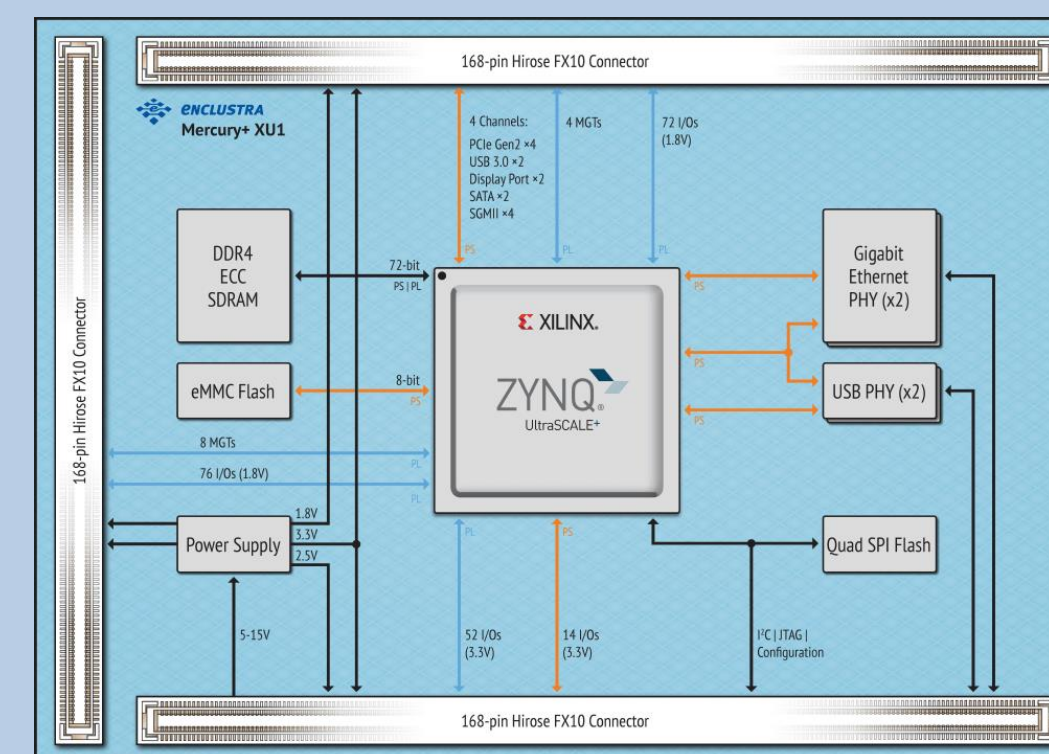 168-pin Hirose FX10 Connector
168-pin Hirose FX10 Connector
ENCLUSTRA
Mercury+ XU1
4 Channels:
PCIe Gen2 ×4
USB 3.0 ×2
Display Port ×2
SATA ×2
SGMII ×4
PS
4 MGTs
PL
72 I/Os
(1.8V)
PL
DDR4
ECC
SDRAM
72-bit
PS | PL
eMMC Flash
8-bit
PS
8 MGTs
PL
76 I/Os (1.8V)
PL
XILINX.
ZYNQ®
UltraSCALE+
PS
PS
PS
Gigabit
Ethernet
PHY (x2)
USB PHY (x2)
Power Supply
1.8V
3.3V
2.5V
5-15V
PL
52 I/Os
(3.3V)
PS
14 I/Os
(3.3V)
Quad SPI Flash
I²C | JTAG |
Configuration
168-pin Hirose FX10 Connector